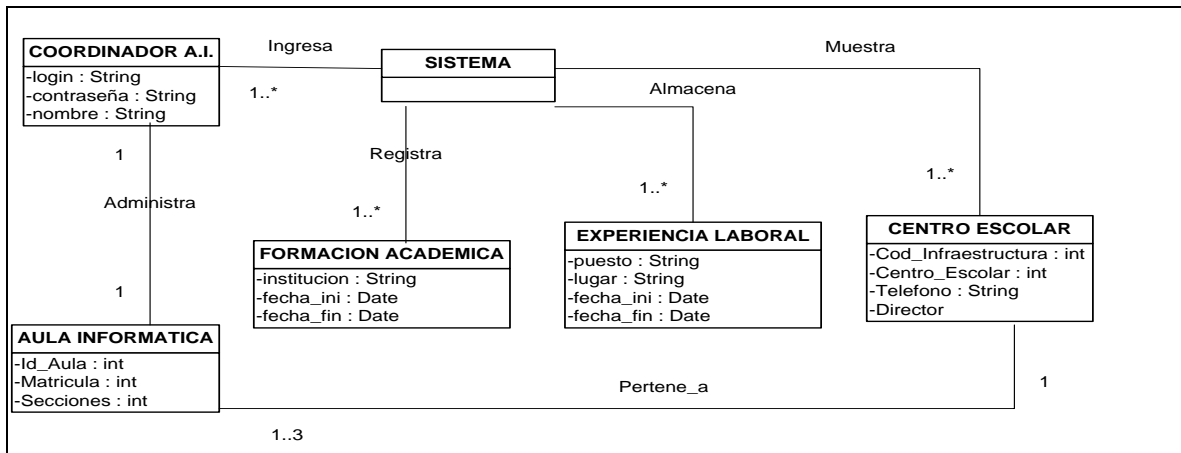 COORDINADOR A.I.
-login : String
-contraseña : String
-nombre : String
Ingresa
1..*
SISTEMA
Muestra
Almacena
Registra
1
Administra
1
1..*
1..*
1..*
FORMACION ACADEMICA
-institucion : String
-fecha_ini : Date
-fecha_fin : Date
EXPERIENCIA LABORAL
-puesto : String
-lugar : String
-fecha_ini : Date
-fecha_fin : Date
CENTRO ESCOLAR
-Cod_Infraestructura : int
-Centro_Escolar : int
-Telefono : String
-Director
AULA INFORMATICA
-Id_Aula : int
-Matricula : int
-Secciones : int
Pertene_a
1
1..3